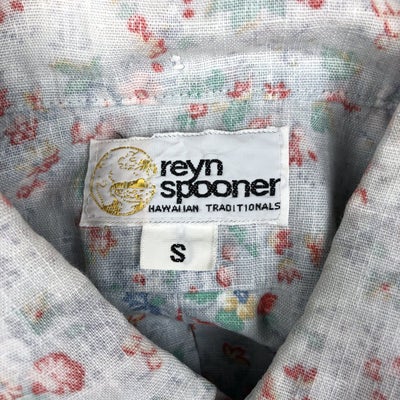 reyn
spooner
HAWAIIAN TRADITIONALS
S